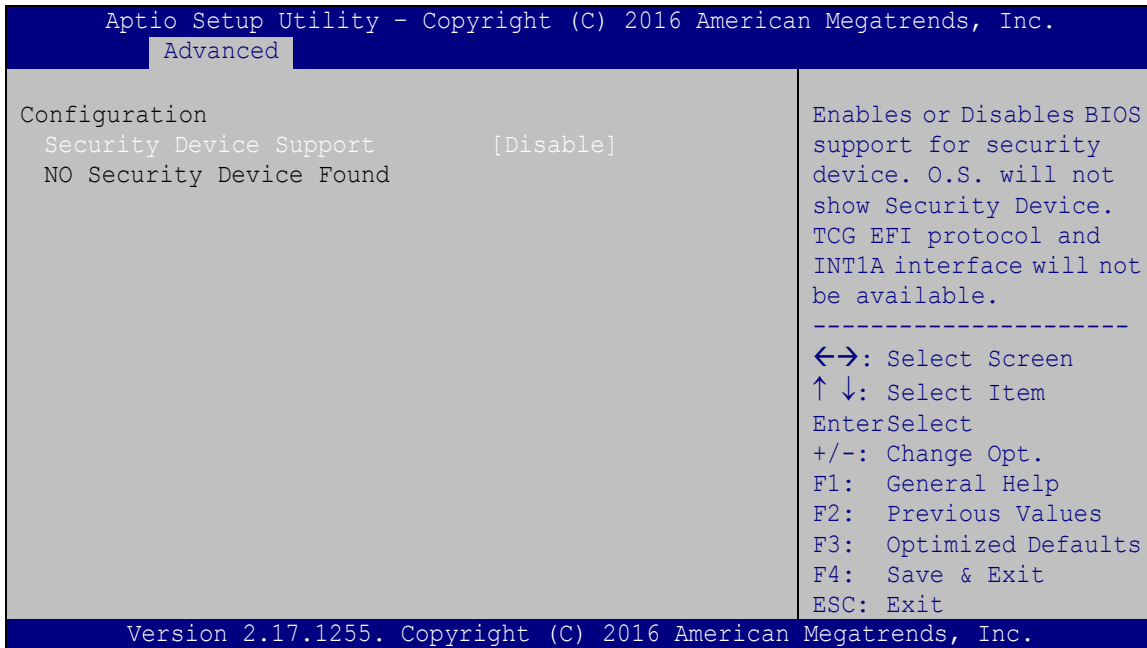 Aptio Setup Utility – Copyright (C) 2016 American Megatrends, Inc.
Advanced
Configuration
Security Device Support [Disable]
NO Security Device Found
Enables or Disables BIOS
support for security
device. O.S. will not
show Security Device.
TCG EFI protocol and
INT1A interface will not
be available.
----------------------
←→: Select Screen
↑ ↓: Select Item
EnterSelect
+/-: Change Opt.
F1: General Help
F2: Previous Values
F3: Optimized Defaults
F4: Save & Exit
ESC: Exit
Version 2.17.1255. Copyright (C) 2016 American Megatrends, Inc.